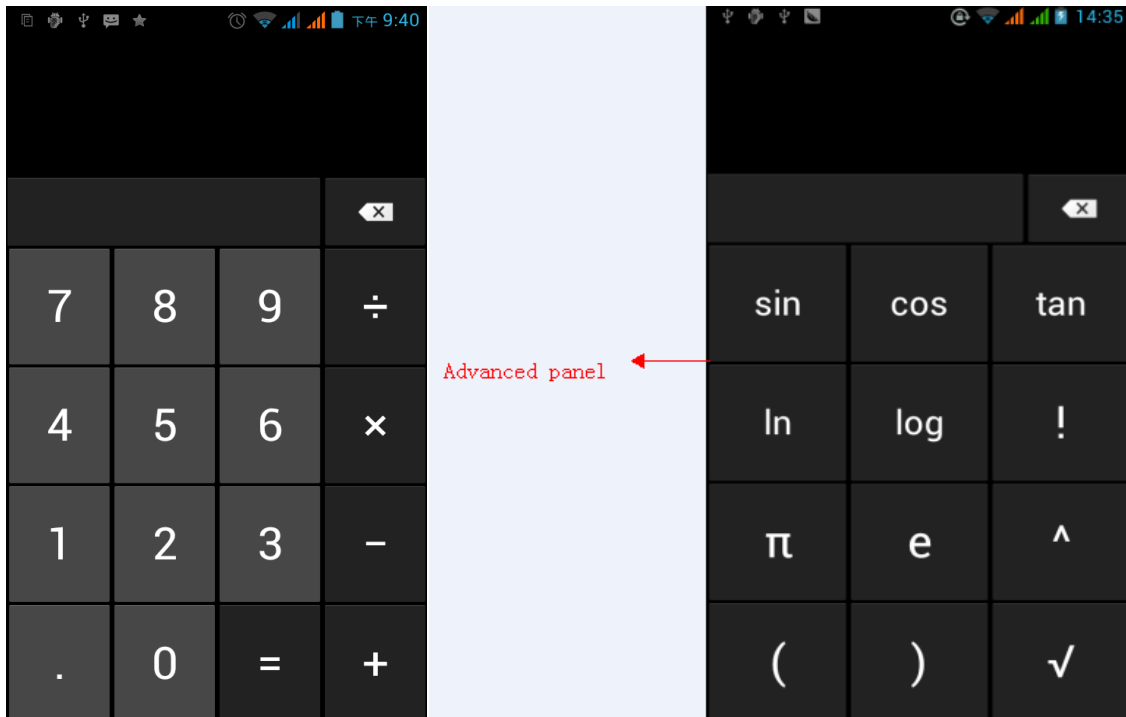 下午 9:40
14:35
7 8 9 ÷
4 5 6 ×
1 2 3 −
. 0 = +
Advanced panel
sin cos tan
ln log !
π e ^
( ) √